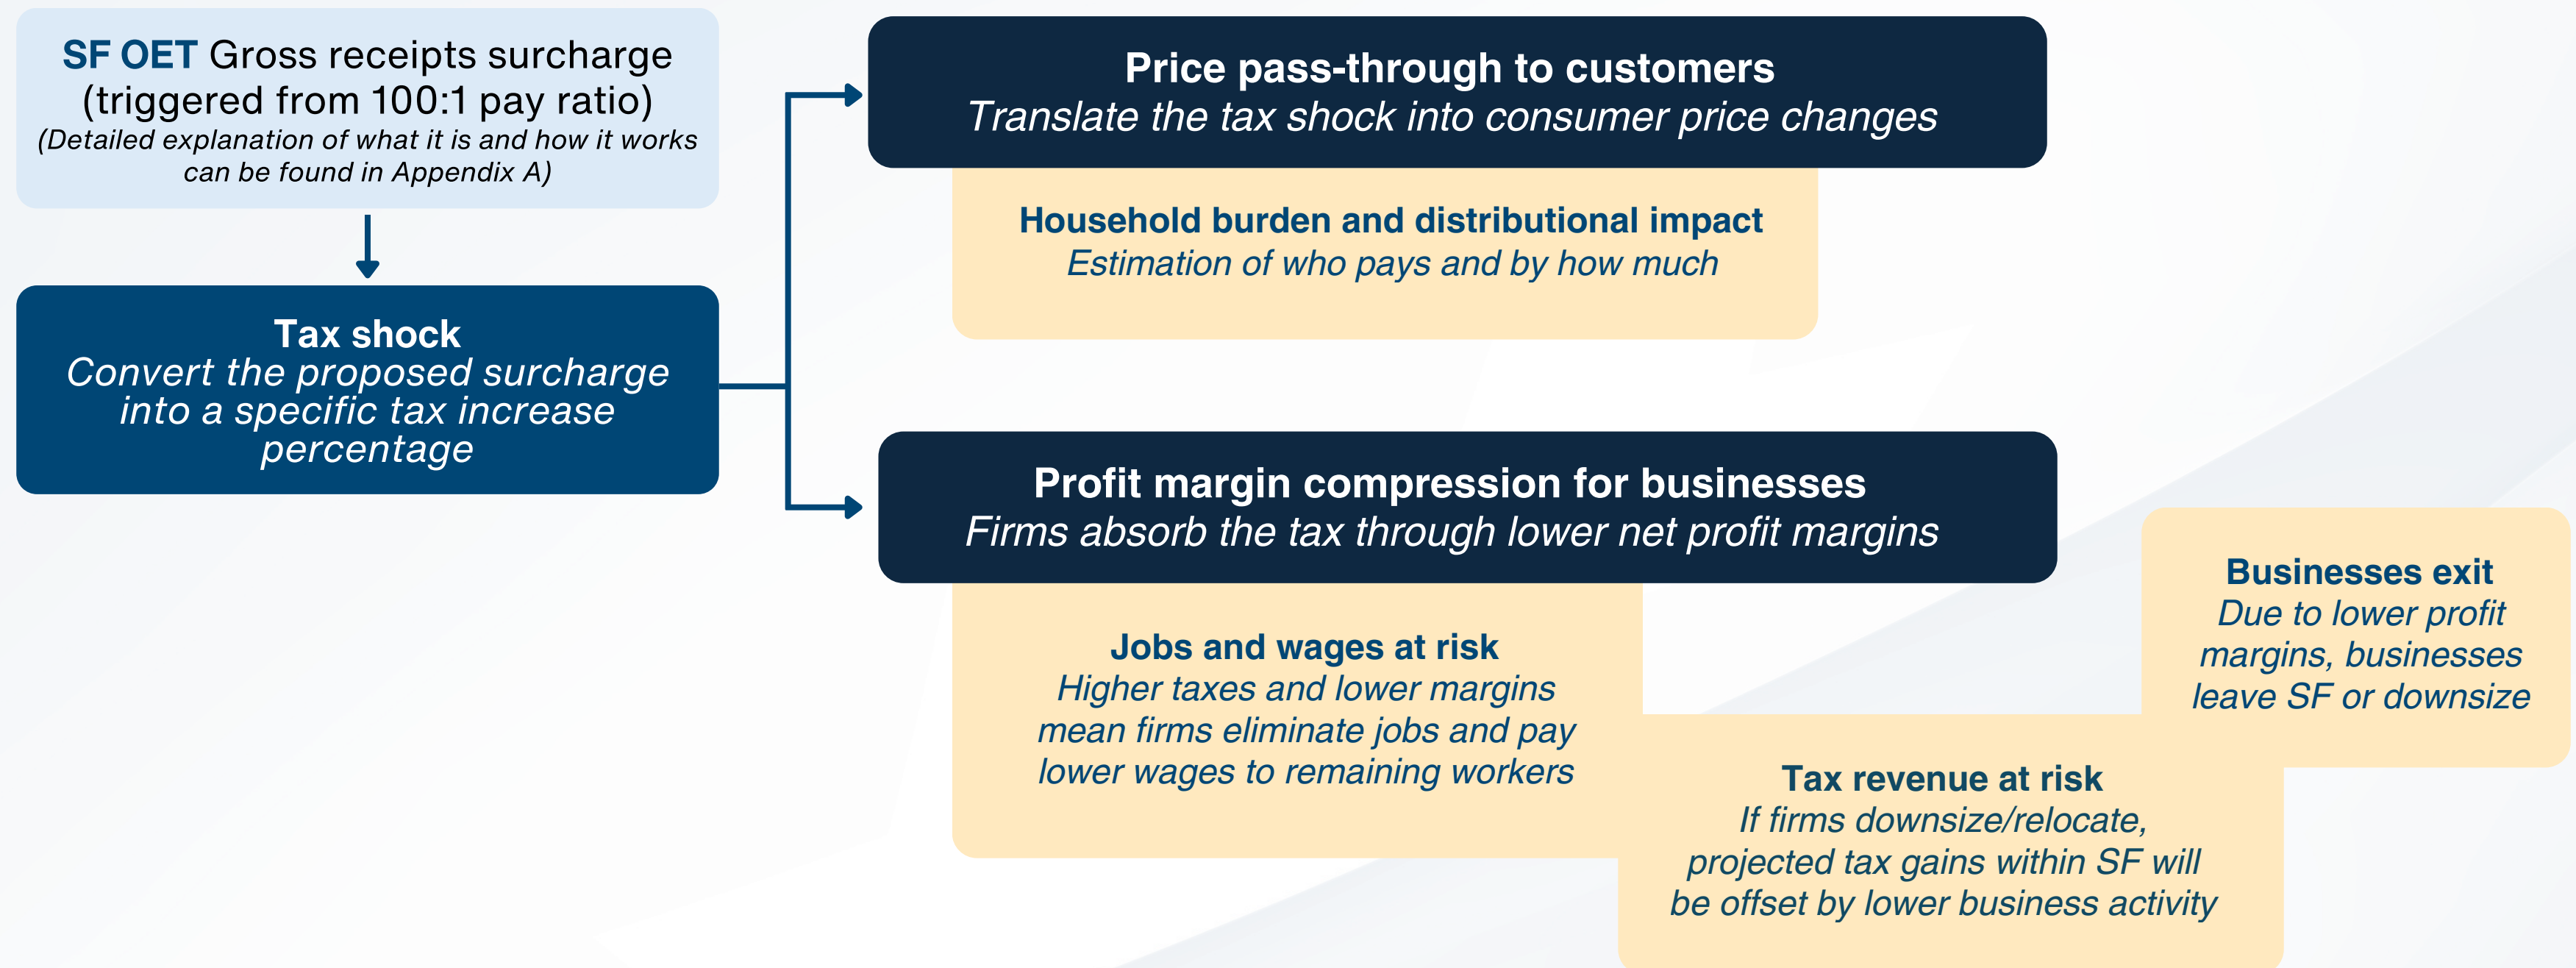 SF OET Gross receipts surcharge
(triggered from 100:1 pay ratio)
(Detailed explanation of what it is and how it works
can be found in Appendix A)
Tax shock
Convert the proposed surcharge
into a specific tax increase
percentage
Price pass-through to customers
Translate the tax shock into consumer price changes
Household burden and distributional impact
Estimation of who pays and by how much
Profit margin compression for businesses
Firms absorb the tax through lower net profit margins
Jobs and wages at risk
Higher taxes and lower margins
mean firms eliminate jobs and pay
lower wages to remaining workers
Tax revenue at risk
If firms downsize/relocate,
projected tax gains within SF will
be offset by lower business activity
Businesses exit
Due to lower profit
margins, businesses
leave SF or downsize